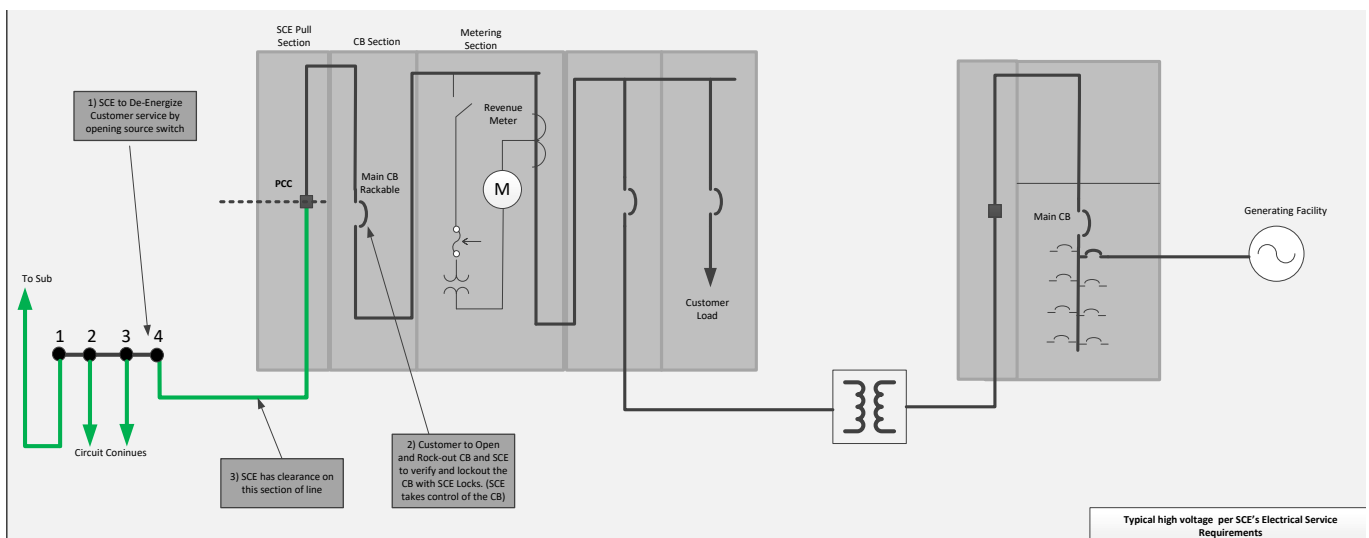 SCE Pull
Section
CB Section
Metering
Section
1) SCE to De-Energize
Customer service by
opening source switch
Revenue
Meter
PCC
Main CB
Rackable
M
Main CB
Generating Facility
To Sub
Customer
Load
1 2 3 4
Circuit Coninues
2) Customer to Open
and Rock-out CB and SCE
to verify and lockout the
CB with SCE Locks. (SCE
takes control of the CB)
3) SCE has clearance on
this section of line
Typical high voltage per SCE's Electrical Service
Requirements